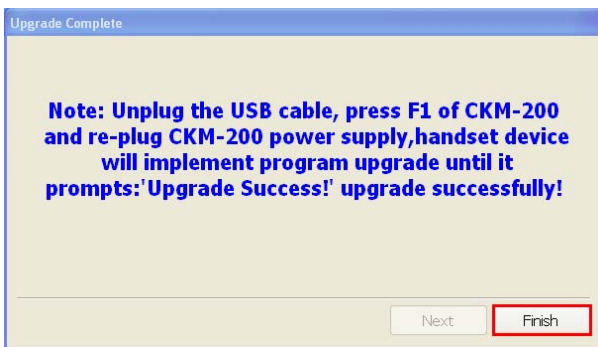 Upgrade Complete
Note: Unplug the USB cable, press F1 of CKM-200
and re-plug CKM-200 power supply,handset device
will implement program upgrade until it
prompts:'Upgrade Success!' upgrade successfully!
Next
Finish